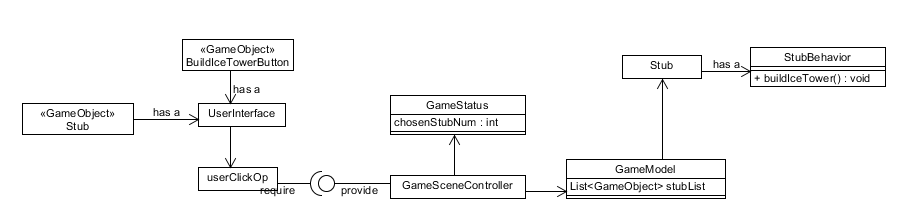 «GameObject»
BuildIceTowerButton
has a
«GameObject»
Stub
has a
UserInterface
userClickOp
require
provide
GameStatus
chosenStubNum : int
GameSceneController
GameModel
List<GameObject> stubList
Stub
has a
StubBehavior
+ buildIceTower() : void